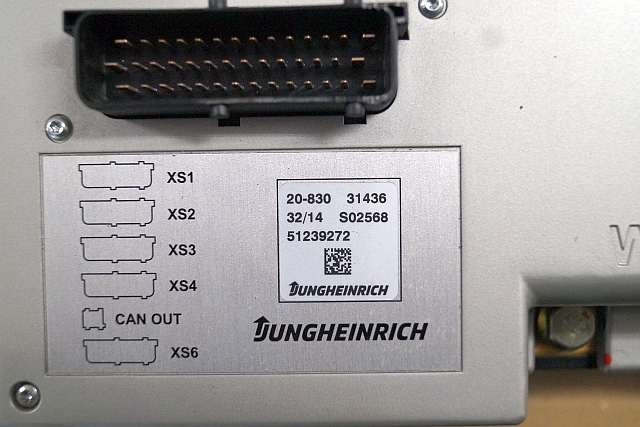 XS1
XS2
XS3
XS4
CAN OUT
XS6
20-830 31436
32/14 S02568
51239272
JUNGHEINRICH
JUNGHEINRICH